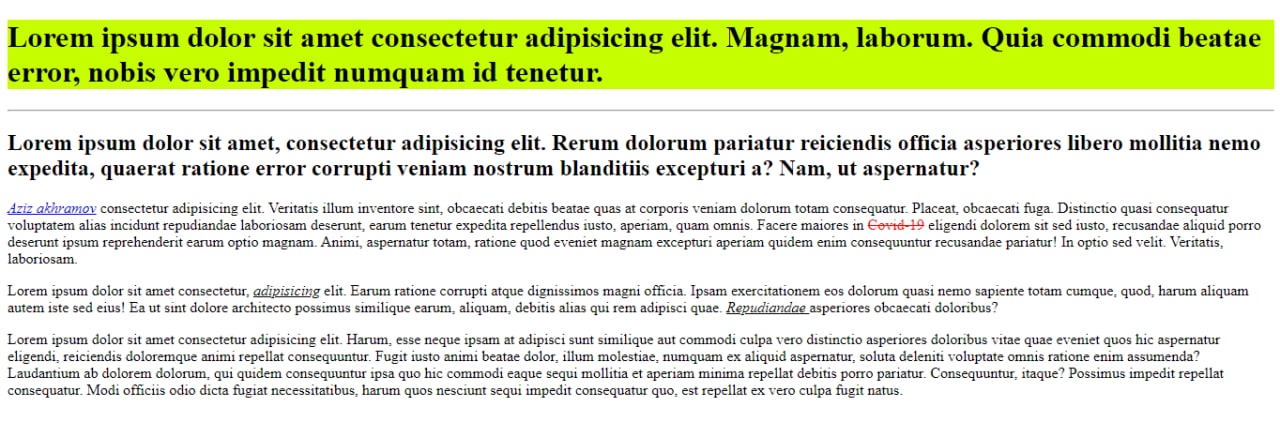 Lorem ipsum dolor sit amet consectetur adipisicing elit. Magnam, laborum. Quia commodi beatae
error, nobis vero impedit numquam id tenetur.
Lorem ipsum dolor sit amet, consectetur adipisicing elit. Rerum dolorum pariatur reiciendis officia asperiores libero mollitia nemo
expedita, quaerat ratione error corrupti veniam nostrum blanditiis excepturi a? Nam, ut aspernatur?
Aziz akhramov consectetur adipisicing elit. Veritatis illum inventore sint, obcaecati debitis beatae quas at corporis veniam dolorum totam consequatur. Placeat, obcaecati fuga. Distinctio quasi consequatur
voluptatem alias incidunt repudiandae laboriosam deserunt, earum tenetur expedita repellendus iusto, aperiam, quam omnis. Facere maiores in Covid-19 eligendi dolorem sit sed iusto, recusandae aliquid porro
deserunt ipsum reprehenderit earum optio magnam. Animi, aspernatur totam, ratione quod eveniet magnam excepturi aperiam quidem enim consequuntur recusandae pariatur! In optio sed velit. Veritatis,
laboriosam.
Lorem ipsum dolor sit amet consectetur, adipisicing elit. Earum ratione corrupti atque dignissimos magni officia. Ipsam exercitationem eos dolorum quasi nemo sapiente totam cumque, quod, harum aliquam
autem iste sed eius! Ea ut sint dolore architecto possimus similique earum, aliquam, debitis alias qui rem adipisci quae. Repudiandae asperiores obcaecati doloribus?
Lorem ipsum dolor sit amet consectetur adipisicing elit. Harum, esse neque ipsam at adipisci sunt similique aut commodi culpa vero distinctio asperiores doloribus vitae quae eveniet quos hic aspernatur
eligendi, reiciendis doloremque animi repellat consequuntur. Fugit iusto animi beatae dolor, illum molestiae, numquam ex aliquid aspernatur, soluta deleniti voluptate omnis ratione enim assumenda?
Laudantium ab dolorem dolorum, qui quidem consequuntur ipsa quo hic commodi eaque sequi mollitia et aperiam minima repellat debitis porro pariatur. Consequuntur, itaque? Possimus impedit repellat
consequatur. Modi officiis odio dicta fugiat necessitatibus, harum quos nesciunt sequi impedit consequatur quo, est repellat ex vero culpa fugit natus.